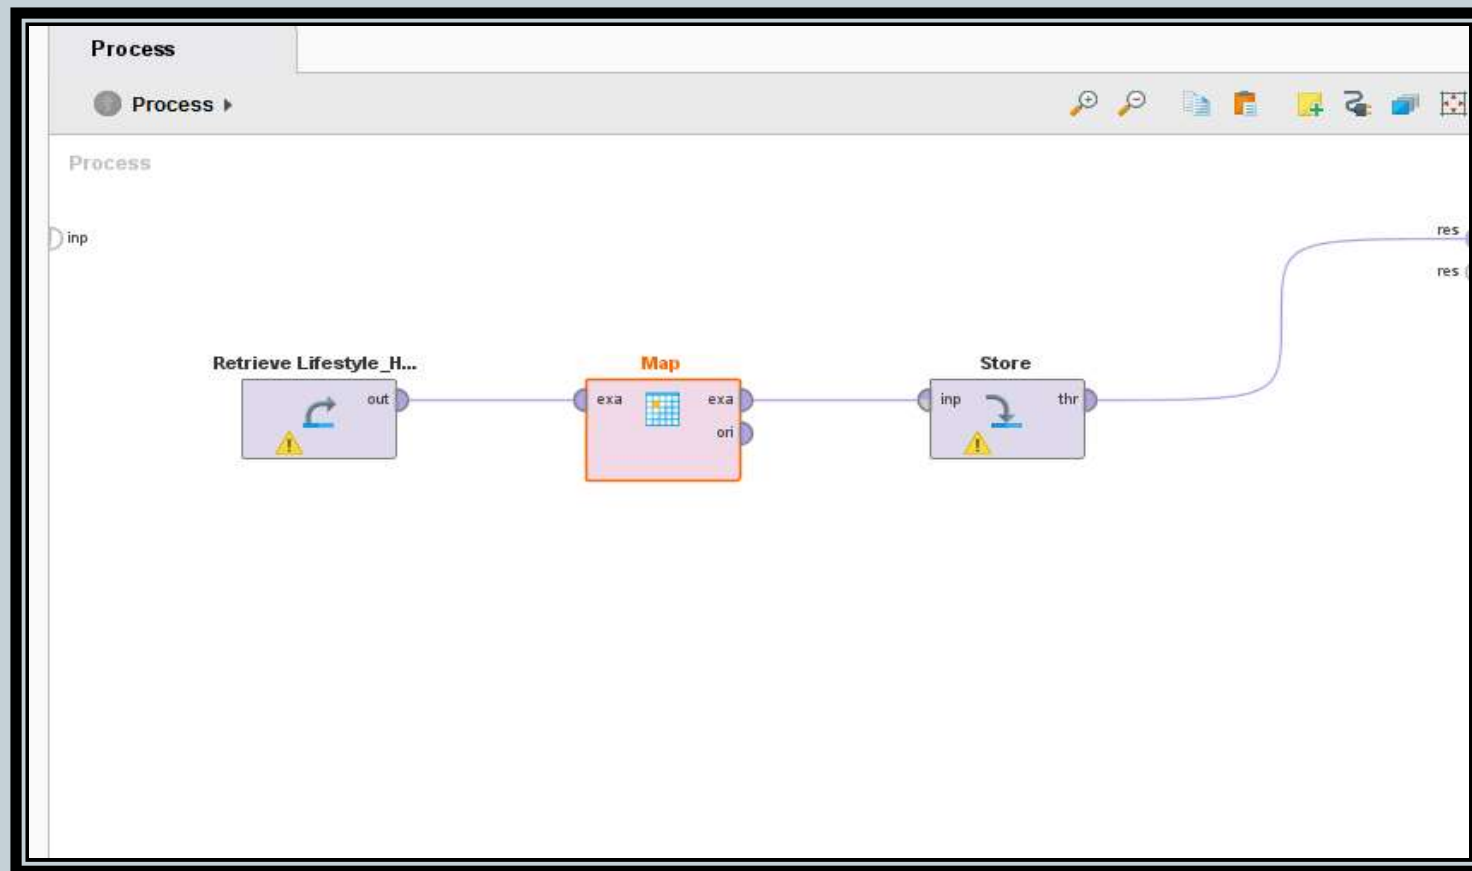 Process
Process
Process
inp
res
res
Retrieve Lifestyle_H...
Map
Store
out
exa
exa
ori
inp
thr